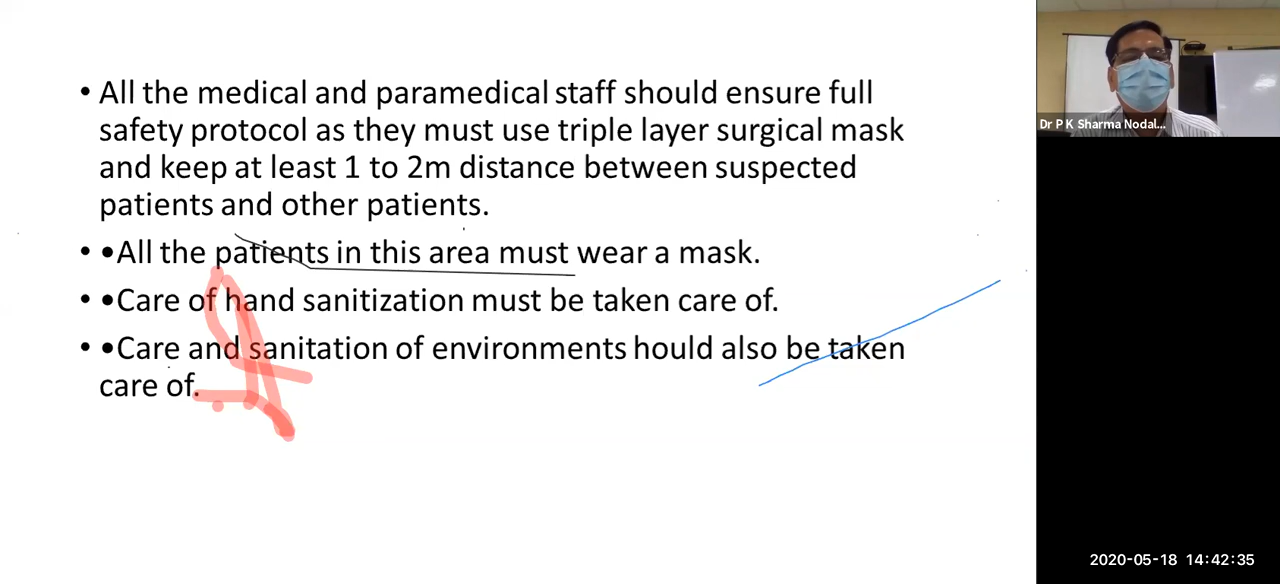 • All the medical and paramedical staff should ensure full
safety protocol as they must use triple layer surgical mask
and keep at least 1 to 2m distance between suspected
patients and other patients.
• •All the patients in this area must wear a mask.
• •Care of hand sanitization must be taken care of.
• •Care and sanitation of environments hould also be taken
care of.
Dr P K Sharma Nodal...
2020-05-18 14:42:35